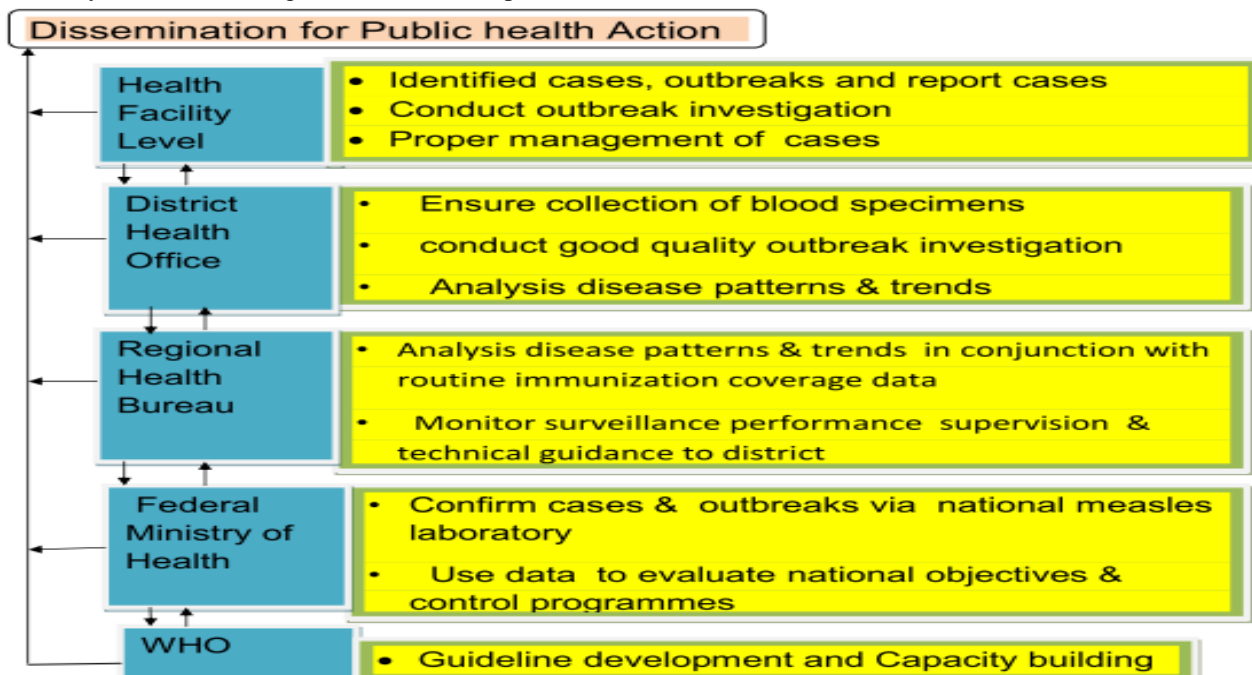 Dissemination for Public health Action
Health
Facility
Level
• Identified cases, outbreaks and report cases
• Conduct outbreak investigation
• Proper management of cases
District
Health
Office
• Ensure collection of blood specimens
• conduct good quality outbreak investigation
• Analysis disease patterns & trends
Regional
Health
Bureau
• Analysis disease patterns & trends in conjunction with
routine immunization coverage data
• Monitor surveillance performance supervision &
technical guidance to district
Federal
Ministry of
Health
• Confirm cases & outbreaks via national measles
laboratory
• Use data to evaluate national objectives &
control programmes
WHO
• Guideline development and Capacity building